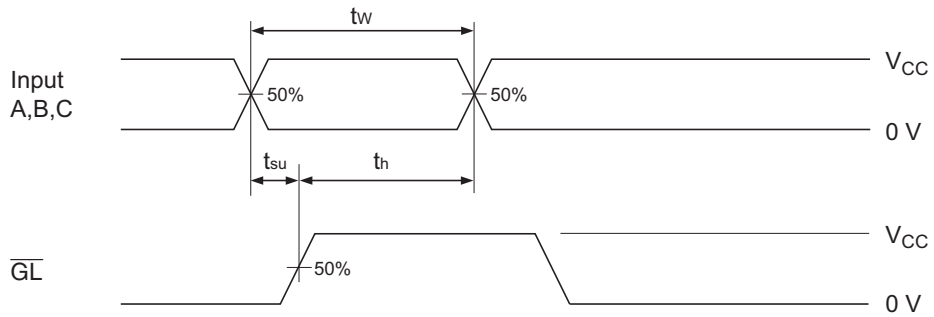 tW
Input
A,B,C
50%
50%
VCC
0 V
tsu
th
GL
50%
VCC
0 V